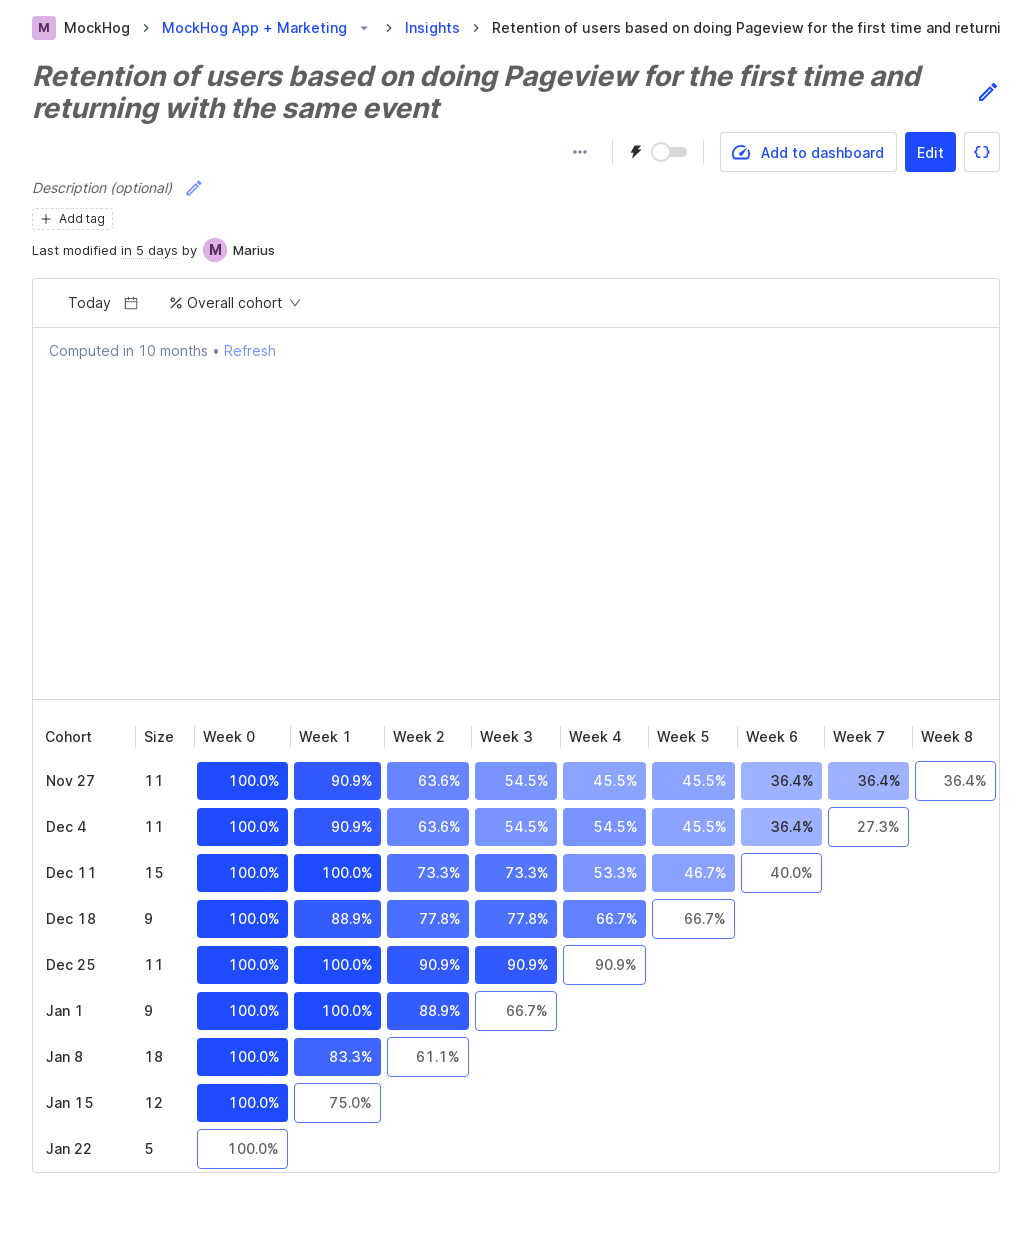 M MockHog > MockHog App + Marketing > Insights > Retention of users based on doing Pageview for the first time and returni
Retention of users based on doing Pageview for the first time and
returning with the same event
Add to dashboard Edit
Description (optional)
+ Add tag
Last modified in 5 days by M Marius
Today % Overall cohort
Computed in 10 months • Refresh
Cohort Size Week 0 Week 1 Week 2 Week 3 Week 4 Week 5 Week 6 Week 7 Week 8
Nov 27 11 100.0% 90.9% 63.6% 54.5% 45.5% 45.5% 36.4% 36.4% 36.4%
Dec 4 11 100.0% 90.9% 63.6% 54.5% 54.5% 45.5% 36.4% 27.3%
Dec 11 15 100.0% 100.0% 73.3% 73.3% 53.3% 46.7% 40.0%
Dec 18 9 100.0% 88.9% 77.8% 77.8% 66.7% 66.7%
Dec 25 11 100.0% 100.0% 90.9% 90.9% 90.9%
Jan 1 9 100.0% 100.0% 88.9% 66.7%
Jan 8 18 100.0% 83.3% 61.1%
Jan 15 12 100.0% 75.0%
Jan 22 5 100.0%